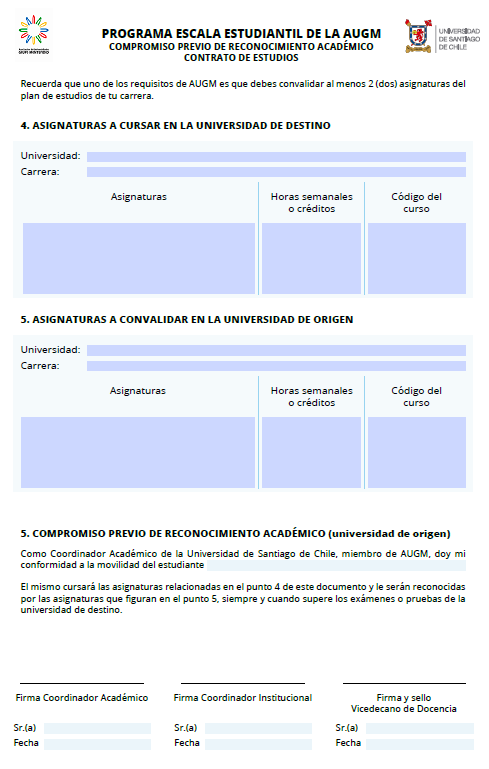 PROGRAMA ESCALA ESTUDIANTIL DE LA AUGM
COMPROMISO PREVIO DE RECONOCIMIENTO ACADÉMICO
CONTRATO DE ESTUDIOS
UNIVERSIDAD
DE SANTIAGO
DE CHILE
Recuerda que uno de los requisitos de AUGM es que debes convalidar al menos 2 (dos) asignaturas del
plan de estudios de tu carrera.
4. ASIGNATURAS A CURSAR EN LA UNIVERSIDAD DE DESTINO
Universidad:
Carrera:
Asignaturas
Horas semanales
o créditos
Código del
curso
5. ASIGNATURAS A CONVALIDAR EN LA UNIVERSIDAD DE ORIGEN
Universidad:
Carrera:
Asignaturas
Horas semanales
o créditos
Código del
curso
5. COMPROMISO PREVIO DE RECONOCIMIENTO ACADÉMICO (universidad de origen)
Como Coordinador Académico de la Universidad de Santiago de Chile, miembro de AUGM, doy mi
conformidad a la movilidad del estudiante
El mismo cursará las asignaturas relacionadas en el punto 4 de este documento y le serán reconocidas
por las asignaturas que figuran en el punto 5, siempre y cuando supere los exámenes o pruebas de la
universidad de destino.
Firma Coordinador Académico
Firma Coordinador Institucional
Firma y sello
Vicedecano de Docencia
Sr.(a)
Sr.(a)
Sr.(a)
Fecha
Fecha
Fecha